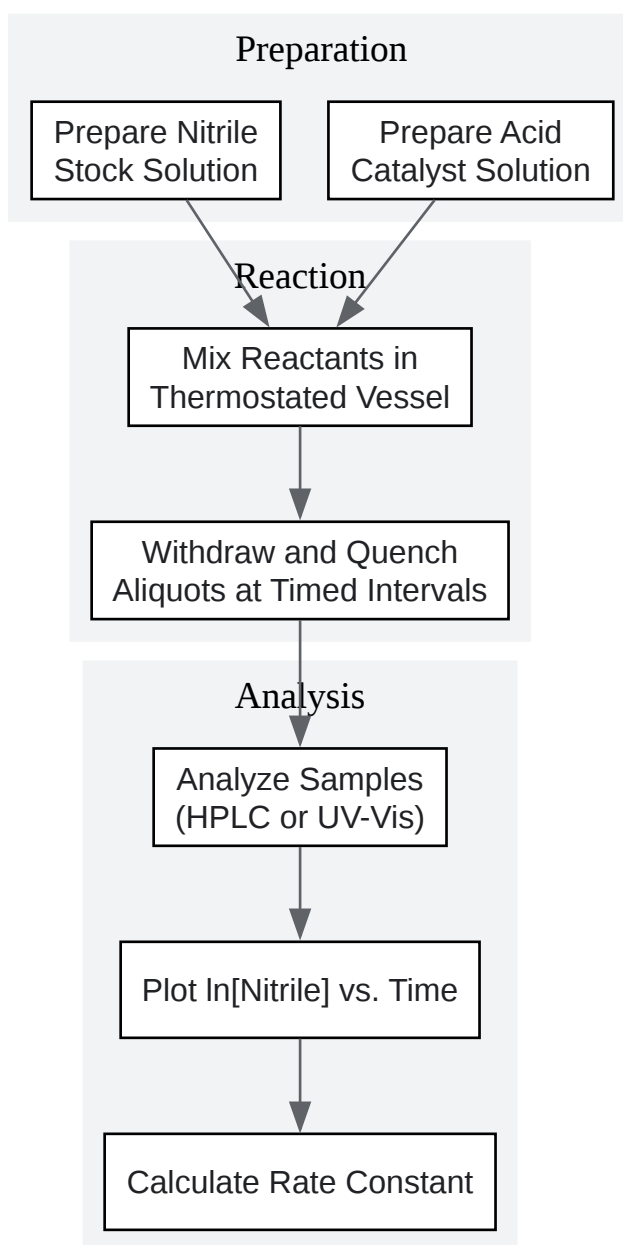 Preparation
Prepare Nitrile
Stock Solution
Prepare Acid
Catalyst Solution
Reaction
Mix Reactants in
Thermostated Vessel
Withdraw and Quench
Aliquots at Timed Intervals
Analysis
Analyze Samples
(HPLC or UV-Vis)
Plot ln[Nitrile] vs. Time
Calculate Rate Constant